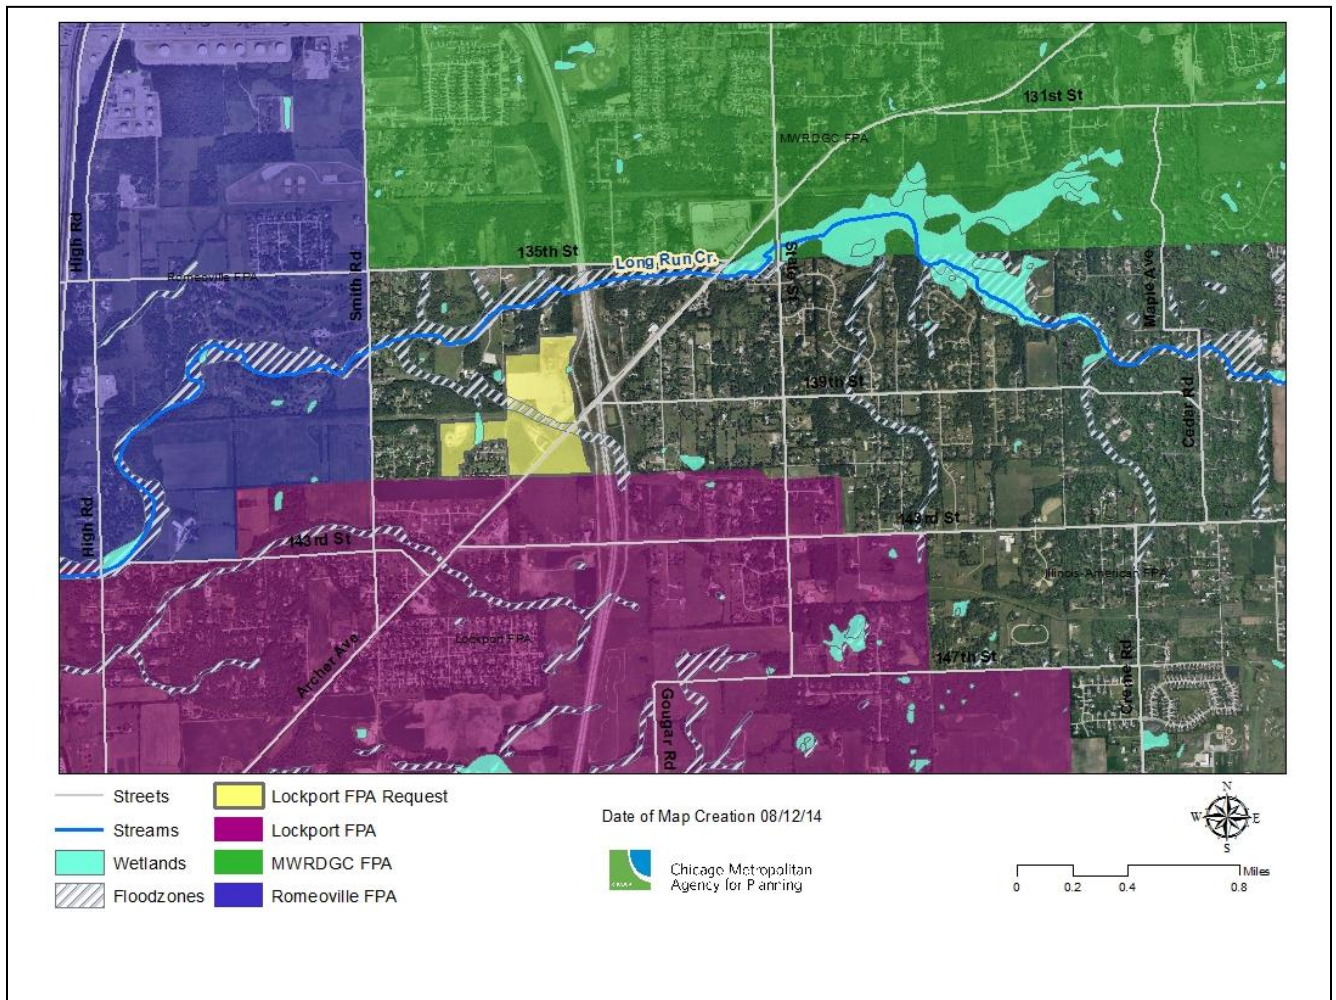 131st St
MWRDGC FPA
High Rd
135th St
Long Run Cr.
State St
Romeoville FPA
Smith Rd
Maple Ave
139th St
Cedar Rd
High Rd
143rd St
143rd St
Illinois-American FPA
Lockport FPA
147th St
Archer Ave
Creme Rd
Gougar Rd
Streets
Lockport FPA Request
Streams
Lockport FPA
Wetlands
MWRDGC FPA
Floodzones
Romeoville FPA
Date of Map Creation 08/12/14
Chicago Metropolitan
Agency for Planning
N
W
E
S
Miles
0
0.2
0.4
0.8